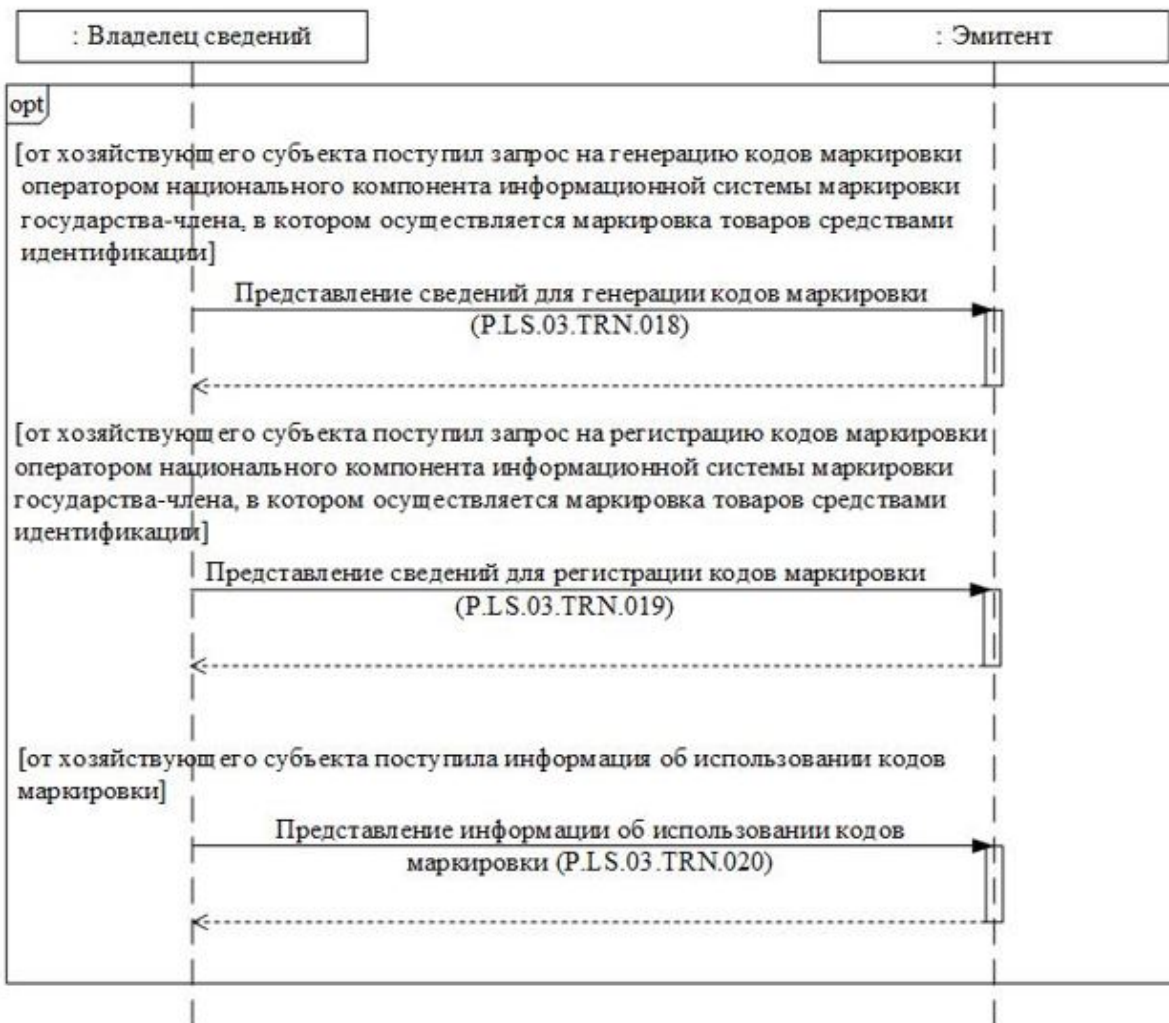 : Владелец сведений
: Эмитент
opt
[от хозяйствующего субъекта поступил запрос на генерацию кодов маркировки
оператором национального компонента информационной системы маркировки
государства-члена, в котором осуществляется маркировка товаров средствами
идентификации]
Представление сведений для генерации кодов маркировки
(P.LS.03.TRN.018)
[от хозяйствующего субъекта поступил запрос на регистрацию кодов маркировки
оператором национального компонента информационной системы маркировки
государства-члена, в котором осуществляется маркировка товаров средствами
идентификации]
Представление сведений для регистрации кодов маркировки
(P.LS.03.TRN.019)
[от хозяйствующего субъекта поступила информация об использовании кодов
маркировки]
Представление информации об использовании кодов
маркировки (P.LS.03.TRN.020)